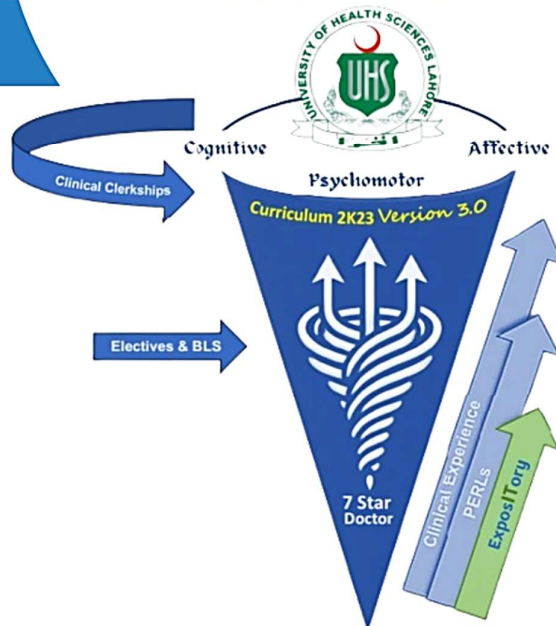 UNIVERSITY OF HEALTH SCIENCES LAHORE
UHS
Cognitive
Affective
Psychomotor
Clinical Clerkships
Curriculum 2K23 Version 3.0
Electives & BLS
7 Star
Doctor
Clinical Experience
PERLs
ExposITory